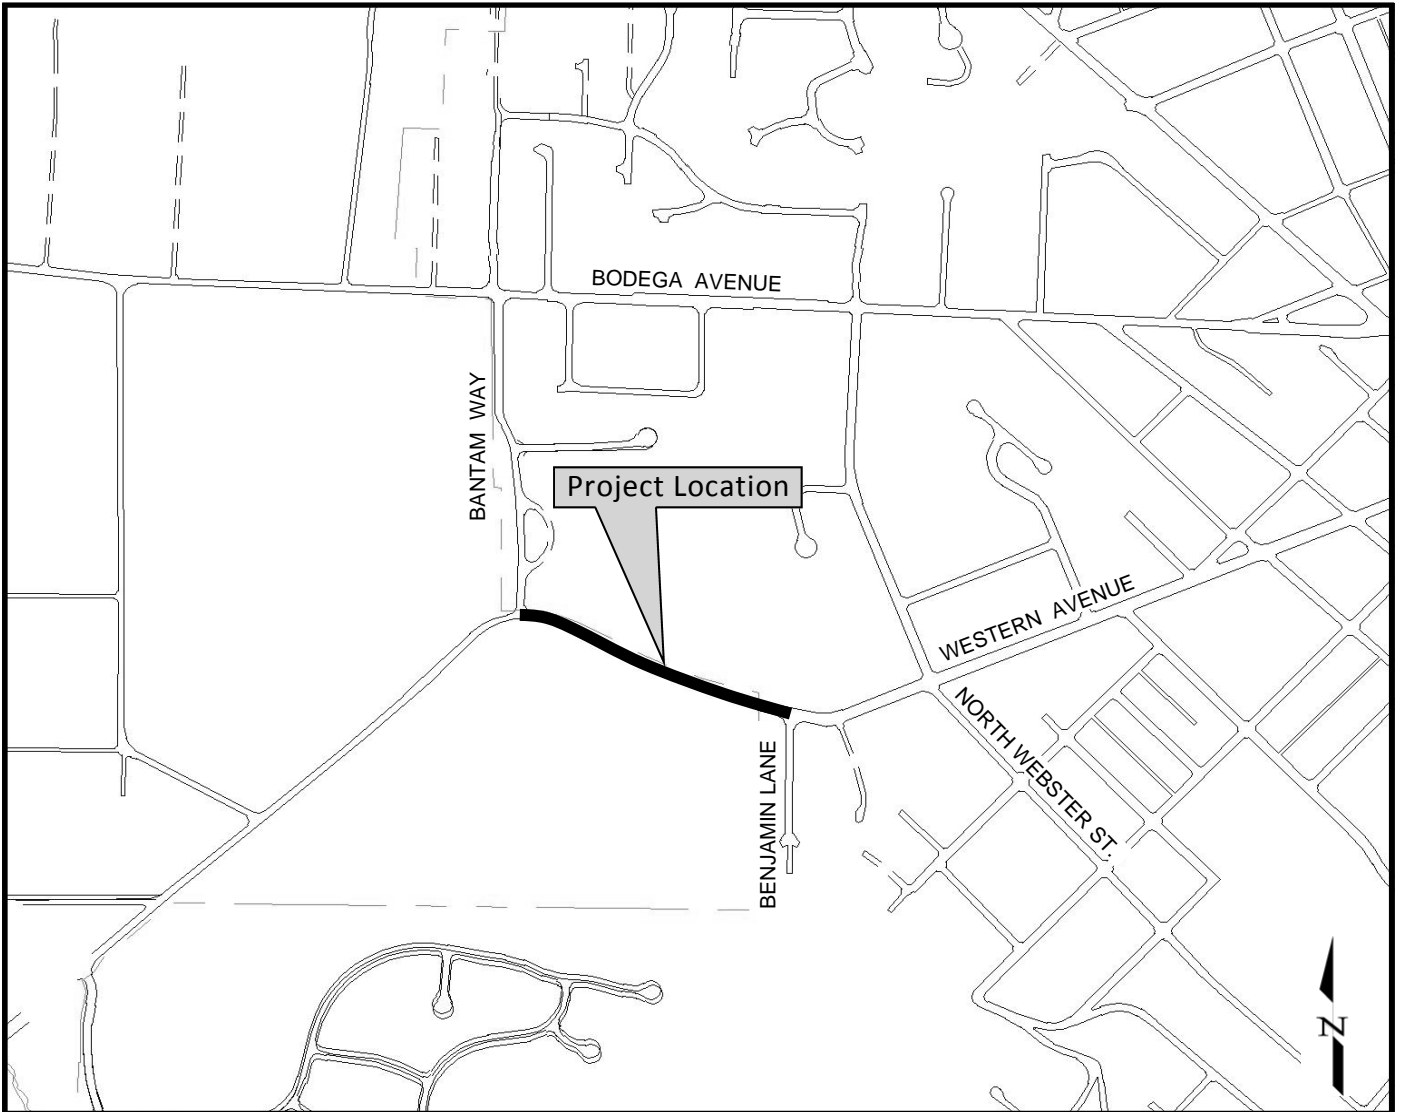 BODEGA AVENUE
BANTAM WAY
Project Location
WESTERN AVENUE
NORTH WEBSTER ST.
BENJAMIN LANE
N